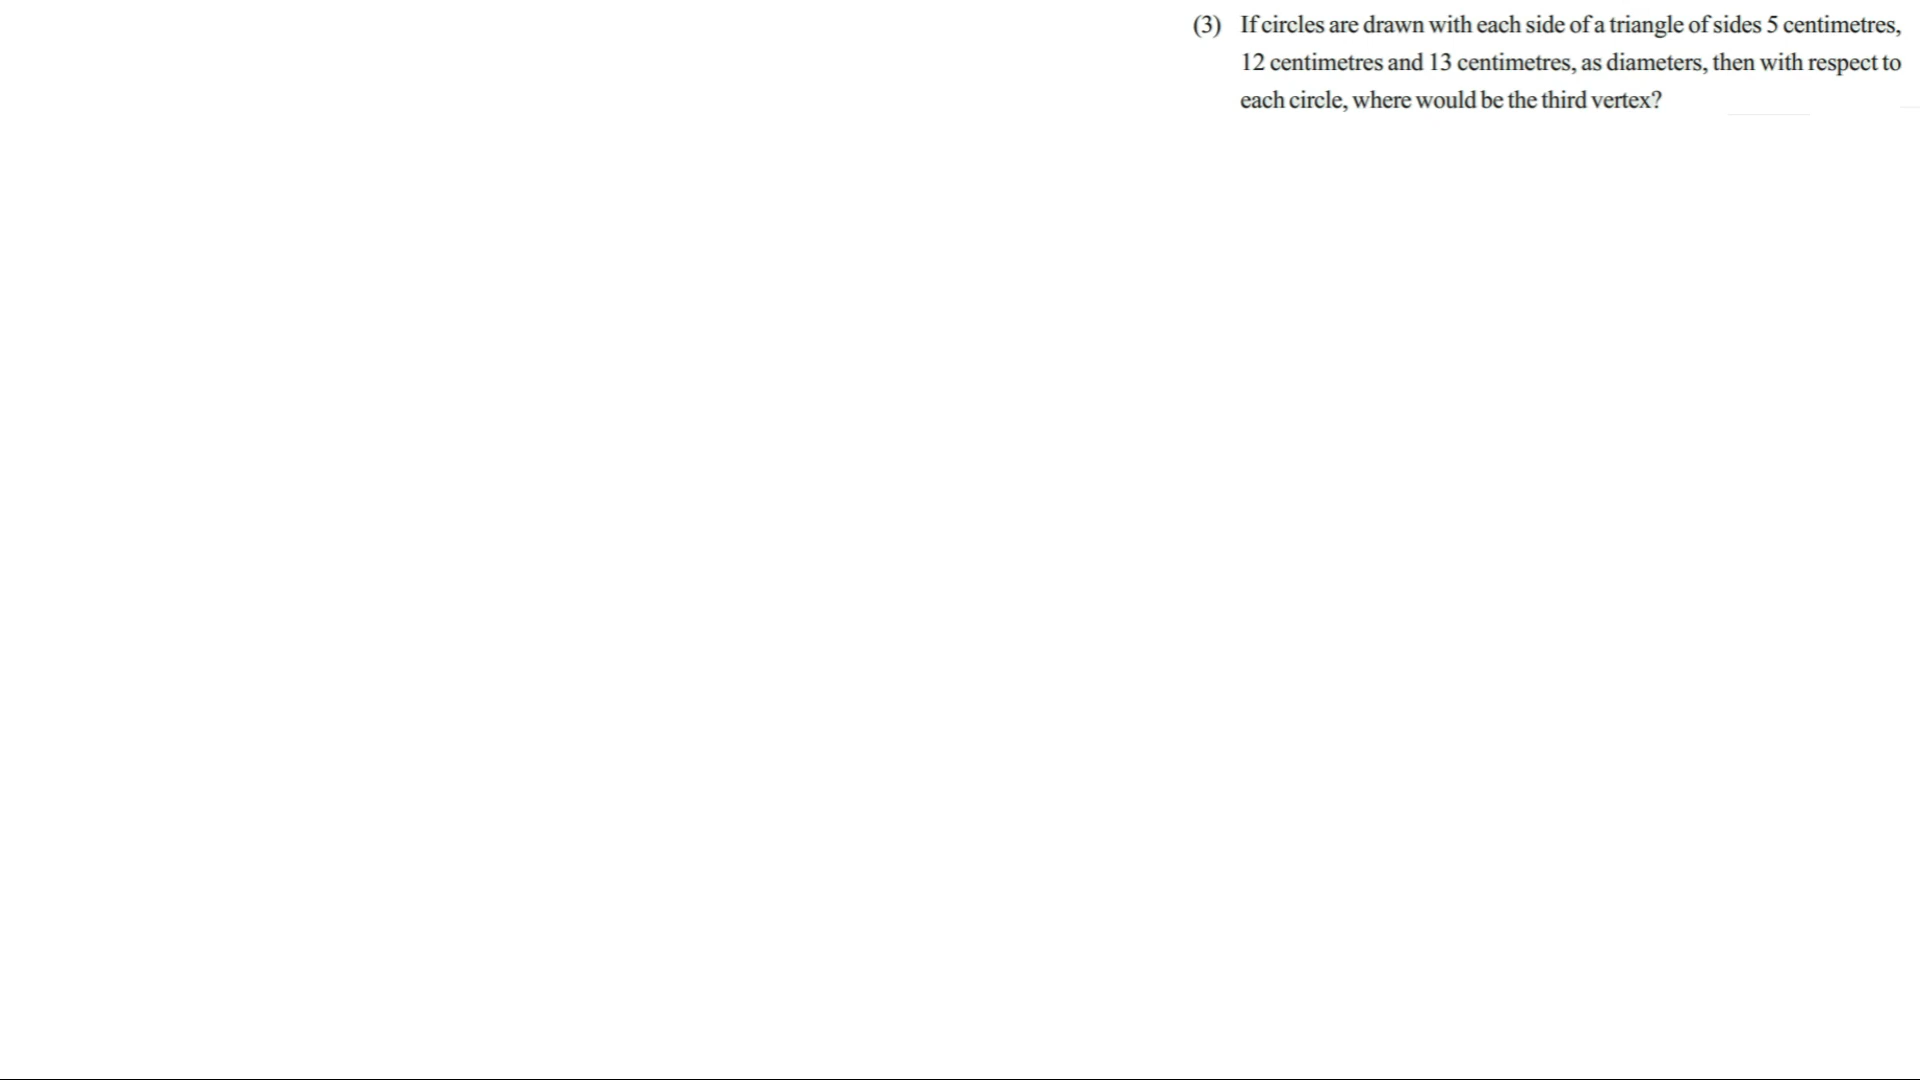 (3) If circles are drawn with each side of a triangle of sides 5 centimetres,
12 centimetres and 13 centimetres, as diameters, then with respect to
each circle, where would be the third vertex?